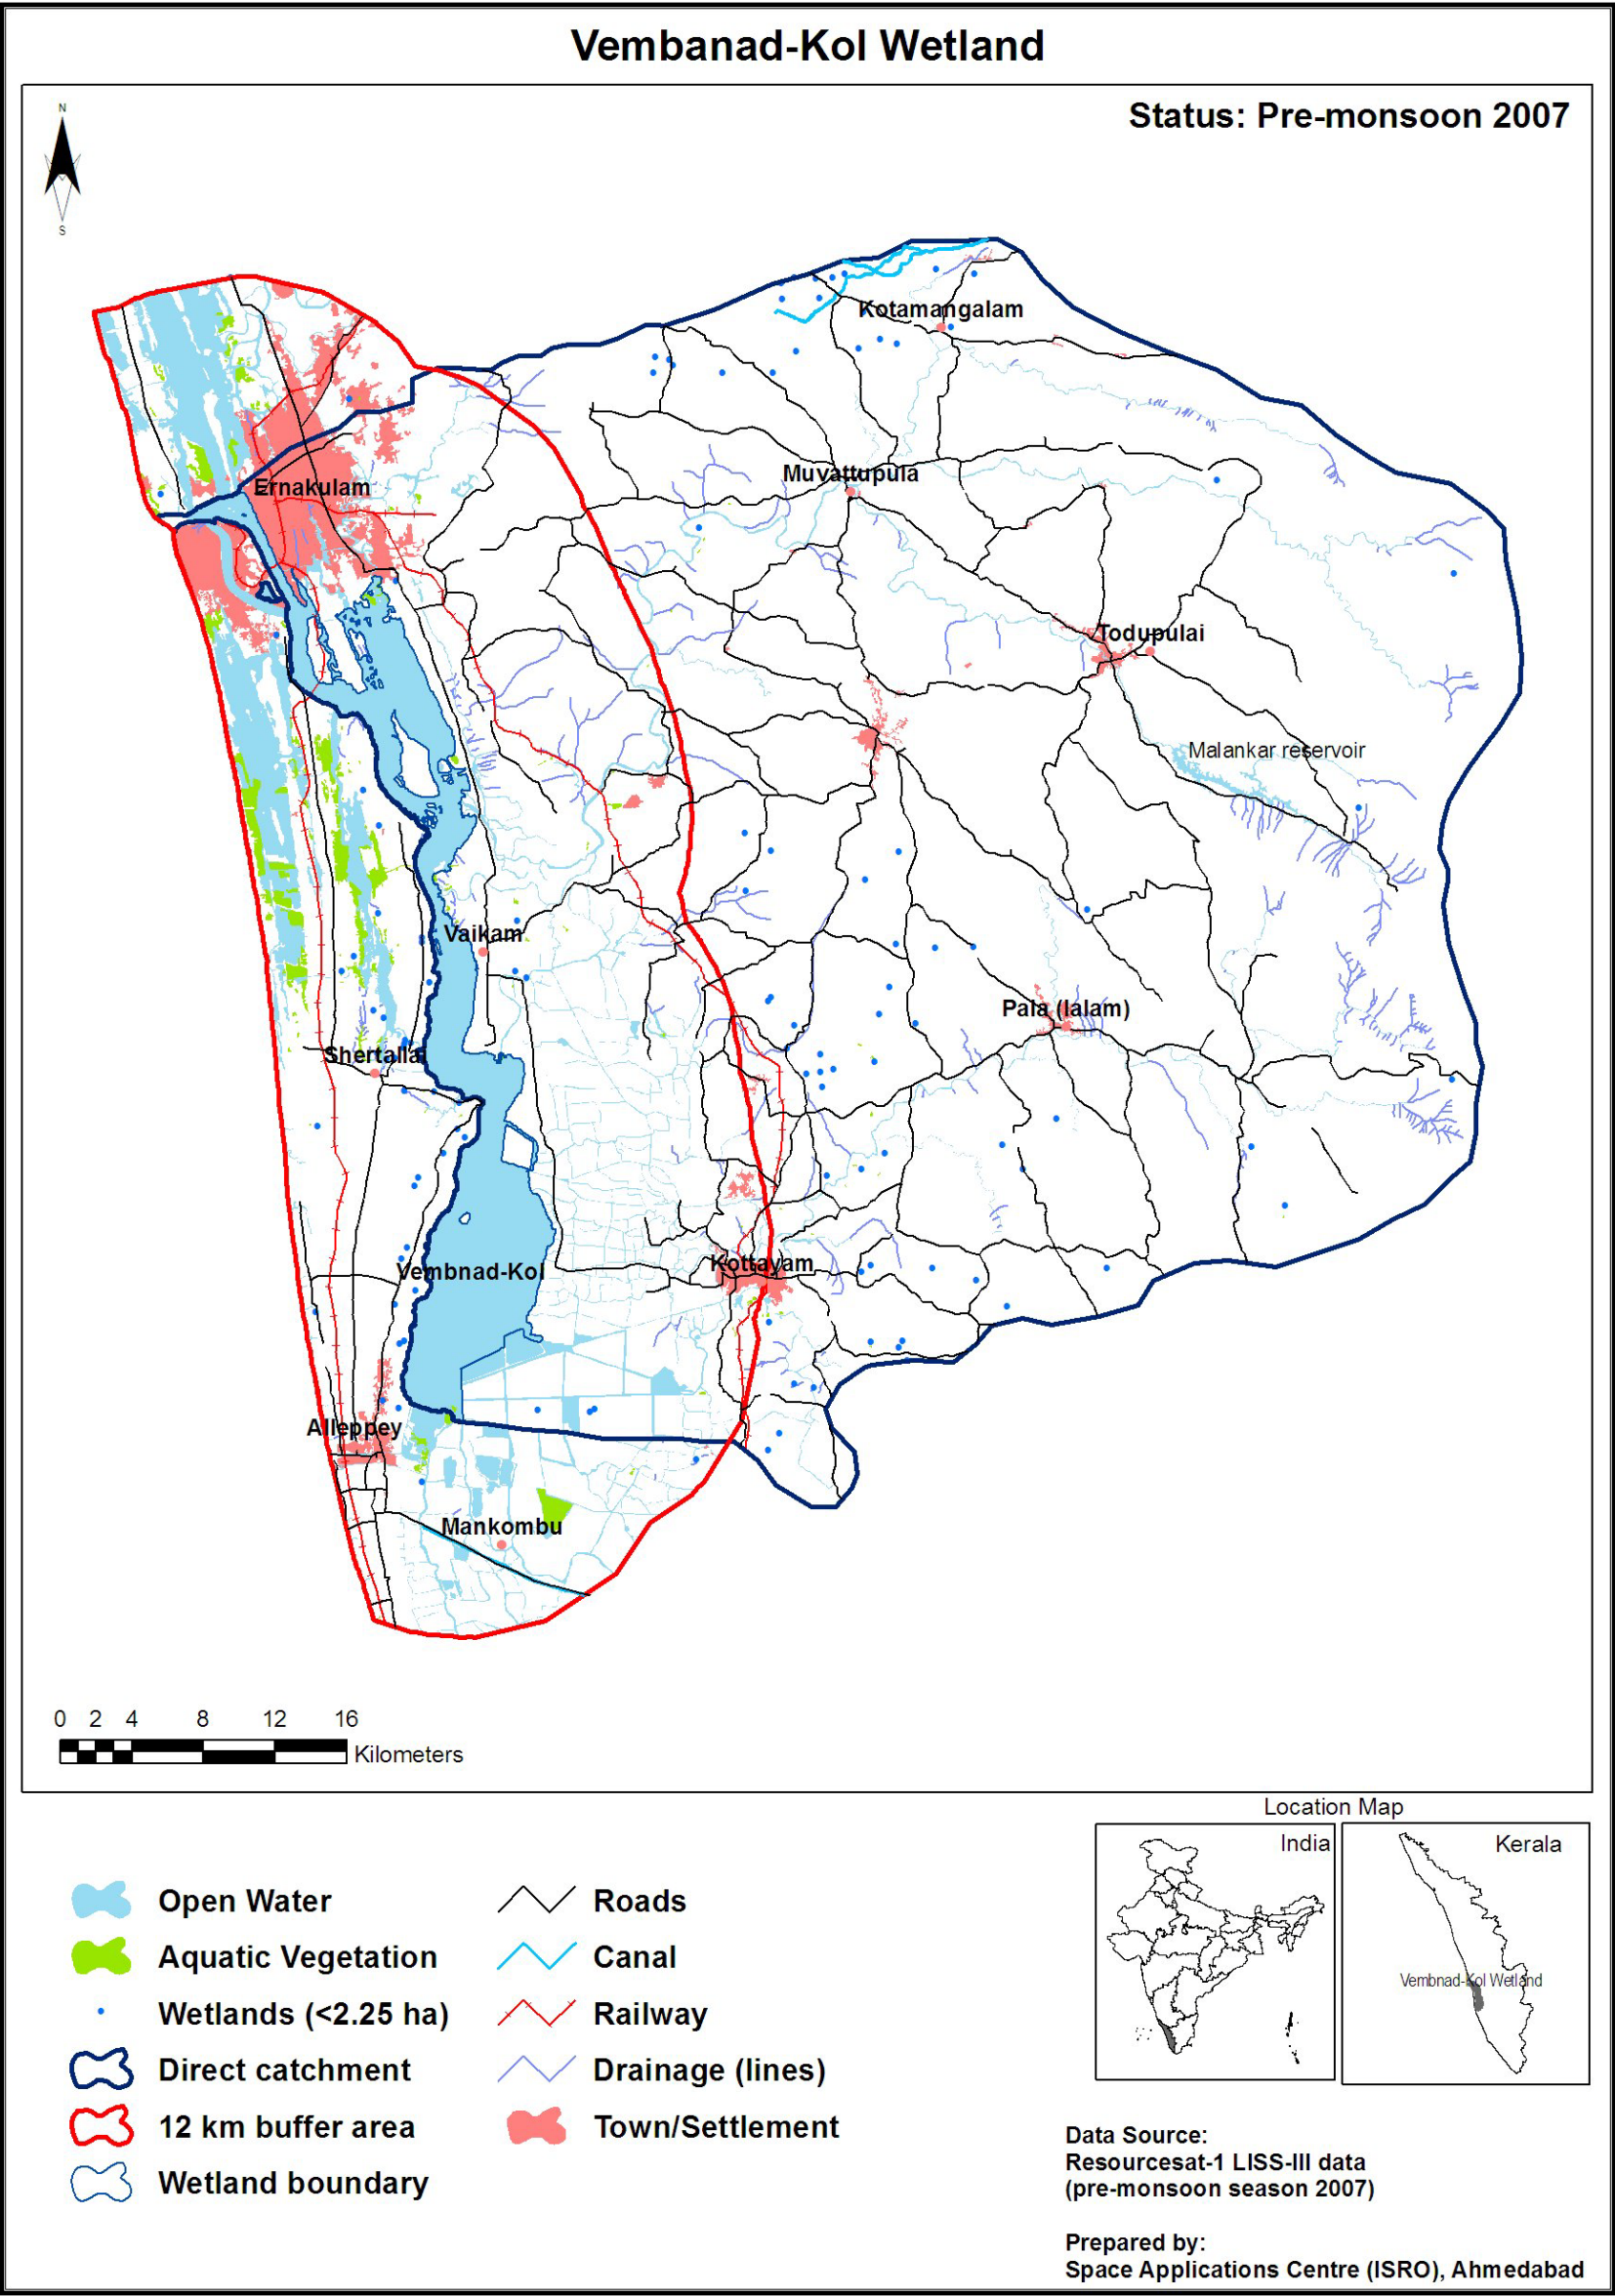 Vembanad-Kol Wetland
Status: Pre-monsoon 2007
N
S
Kotamangalam
Muvattupula
Ernakulam
Todupulai
Malankar reservoir
Vaikam
Pala (lalam)
Shertallai
Vembnad-Kol
Kottayam
Alleppey
Mankombu
0 2 4 8 12 16
Kilometers
Location Map
India
Kerala
Vembnad-Kol Wetland
Open Water
Aquatic Vegetation
Wetlands (<2.25 ha)
Direct catchment
12 km buffer area
Wetland boundary
Roads
Canal
Railway
Drainage (lines)
Town/Settlement
Data Source:
Resourcesat-1 LISS-III data
(pre-monsoon season 2007)
Prepared by:
Space Applications Centre (ISRO), Ahmedabad